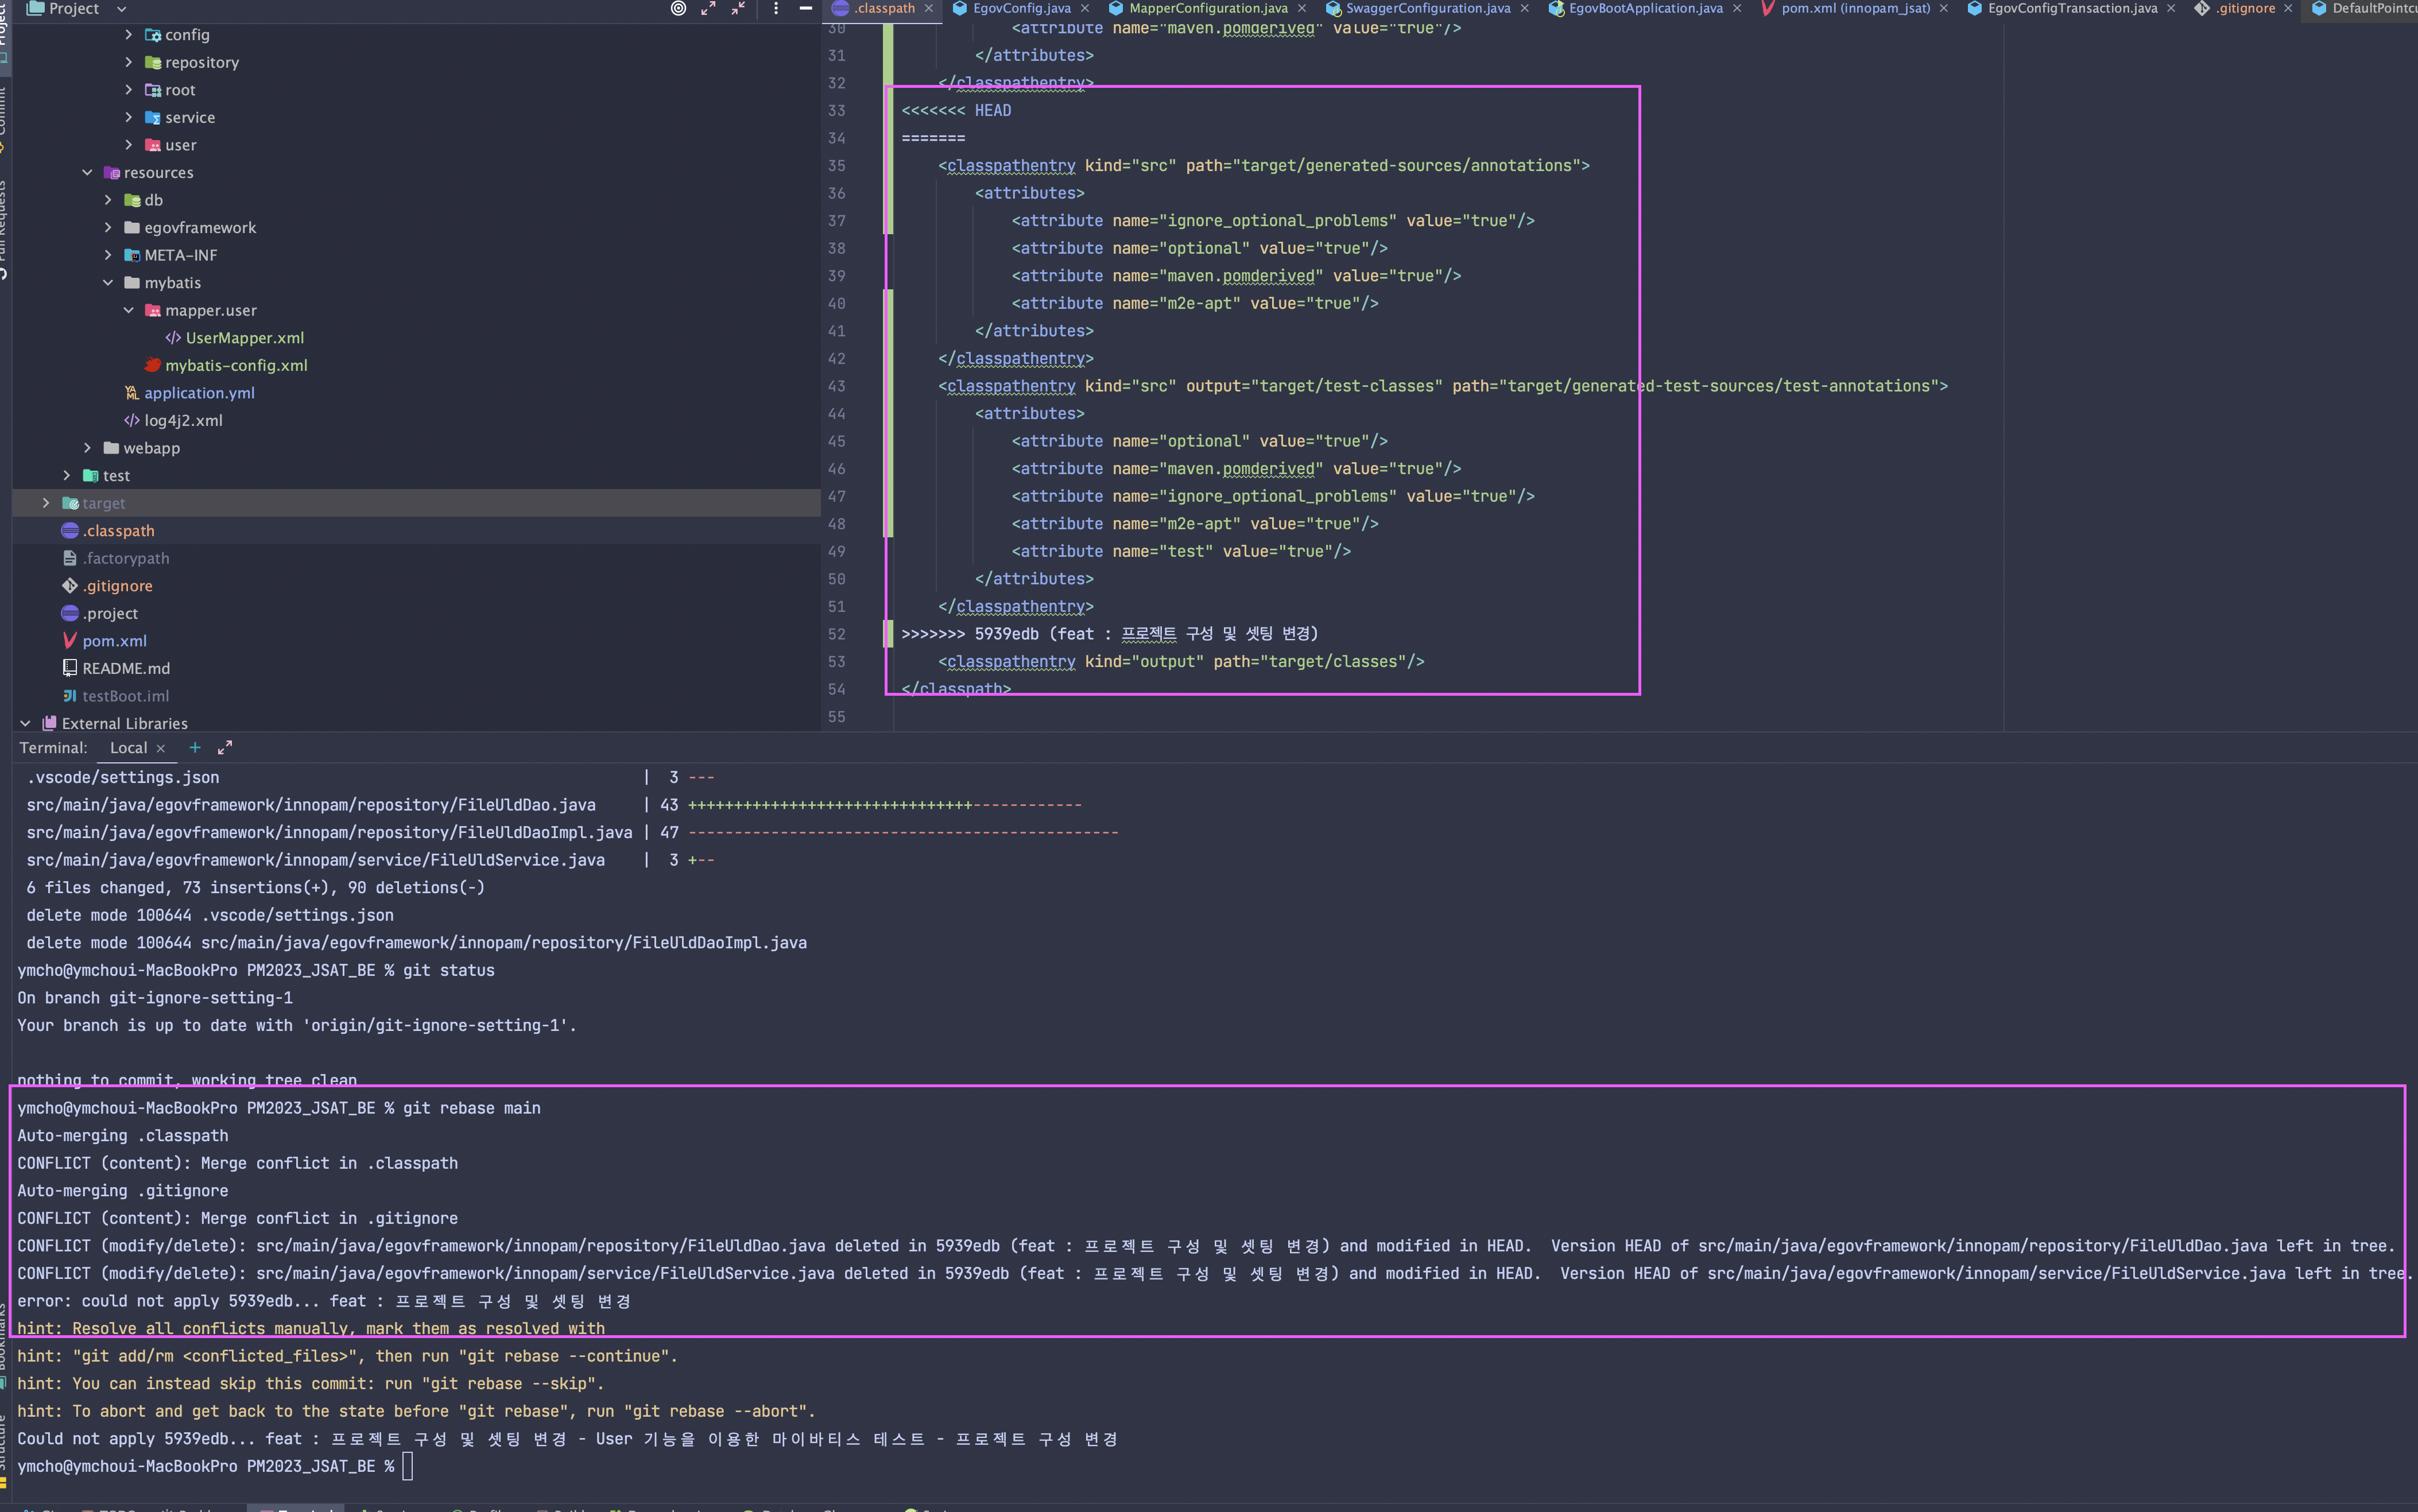 Project
.classpath
EgovConfig.java
MapperConfiguration.java
SwaggerConfiguration.java
EgovBootApplication.java
pom.xml (innopam_jsat)
EgovConfigTransaction.java
.gitignore
config
repository
root
service
user
resources
db
egovframework
META-INF
mybatis
mapper.user
UserMapper.xml
mybatis-config.xml
application.yml
log4j2.xml
webapp
test
target
.classpath
.factorypath
.gitignore
.project
pom.xml
README.md
testBoot.iml
External Libraries
30 <attribute name="maven.pomderived" value="true"/>
31 </attributes>
32 </classpathentry>
33 <<<<<<< HEAD
34 =======
35 <classpathentry kind="src" path="target/generated-sources/annotations">
36 <attributes>
37 <attribute name="ignore_optional_problems" value="true"/>
38 <attribute name="optional" value="true"/>
39 <attribute name="maven.pomderived" value="true"/>
40 <attribute name="m2e-apt" value="true"/>
41 </attributes>
42 </classpathentry>
43 <classpathentry kind="src" output="target/test-classes" path="target/generated-test-sources/test-annotations">
44 <attributes>
45 <attribute name="optional" value="true"/>
46 <attribute name="maven.pomderived" value="true"/>
47 <attribute name="ignore_optional_problems" value="true"/>
48 <attribute name="m2e-apt" value="true"/>
49 <attribute name="test" value="true"/>
50 </attributes>
51 </classpathentry>
52 >>>>>>> 5939edb (feat : 프로젝트 구성 및 셋팅 변경)
53 <classpathentry kind="output" path="target/classes"/>
54 </classpath>
55
Terminal: Local
.vscode/settings.json | 3 ---
src/main/java/egovframework/innopam/repository/FileUldDao.java | 43 +++++++++++++++++++++++++++++++------------
src/main/java/egovframework/innopam/repository/FileUldDaoImpl.java | 47 -----------------------------------------------
src/main/java/egovframework/innopam/service/FileUldService.java | 3 +--
6 files changed, 73 insertions(+), 90 deletions(-)
delete mode 100644 .vscode/settings.json
delete mode 100644 src/main/java/egovframework/innopam/repository/FileUldDaoImpl.java
ymcho@ymchoui-MacBookPro PM2023_JSAT_BE % git status
On branch git-ignore-setting-1
Your branch is up to date with 'origin/git-ignore-setting-1'.
nothing to commit, working tree clean
ymcho@ymchoui-MacBookPro PM2023_JSAT_BE % git rebase main
Auto-merging .classpath
CONFLICT (content): Merge conflict in .classpath
Auto-merging .gitignore
CONFLICT (content): Merge conflict in .gitignore
CONFLICT (modify/delete): src/main/java/egovframework/innopam/repository/FileUldDao.java deleted in 5939edb (feat : 프로젝트 구성 및 셋팅 변경) and modified in HEAD.  Version HEAD of src/main/java/egovframework/innopam/repository/FileUldDao.java left in tree.
CONFLICT (modify/delete): src/main/java/egovframework/innopam/service/FileUldService.java deleted in 5939edb (feat : 프로젝트 구성 및 셋팅 변경) and modified in HEAD.  Version HEAD of src/main/java/egovframework/innopam/service/FileUldService.java left in tree.
error: could not apply 5939edb... feat : 프로젝트 구성 및 셋팅 변경
hint: Resolve all conflicts manually, mark them as resolved with
hint: "git add/rm <conflicted_files>", then run "git rebase --continue".
hint: You can instead skip this commit: run "git rebase --skip".
hint: To abort and get back to the state before "git rebase", run "git rebase --abort".
Could not apply 5939edb... feat : 프로젝트 구성 및 셋팅 변경 - User 기능을 이용한 마이바티스 테스트 - 프로젝트 구성 변경
ymcho@ymchoui-MacBookPro PM2023_JSAT_BE %